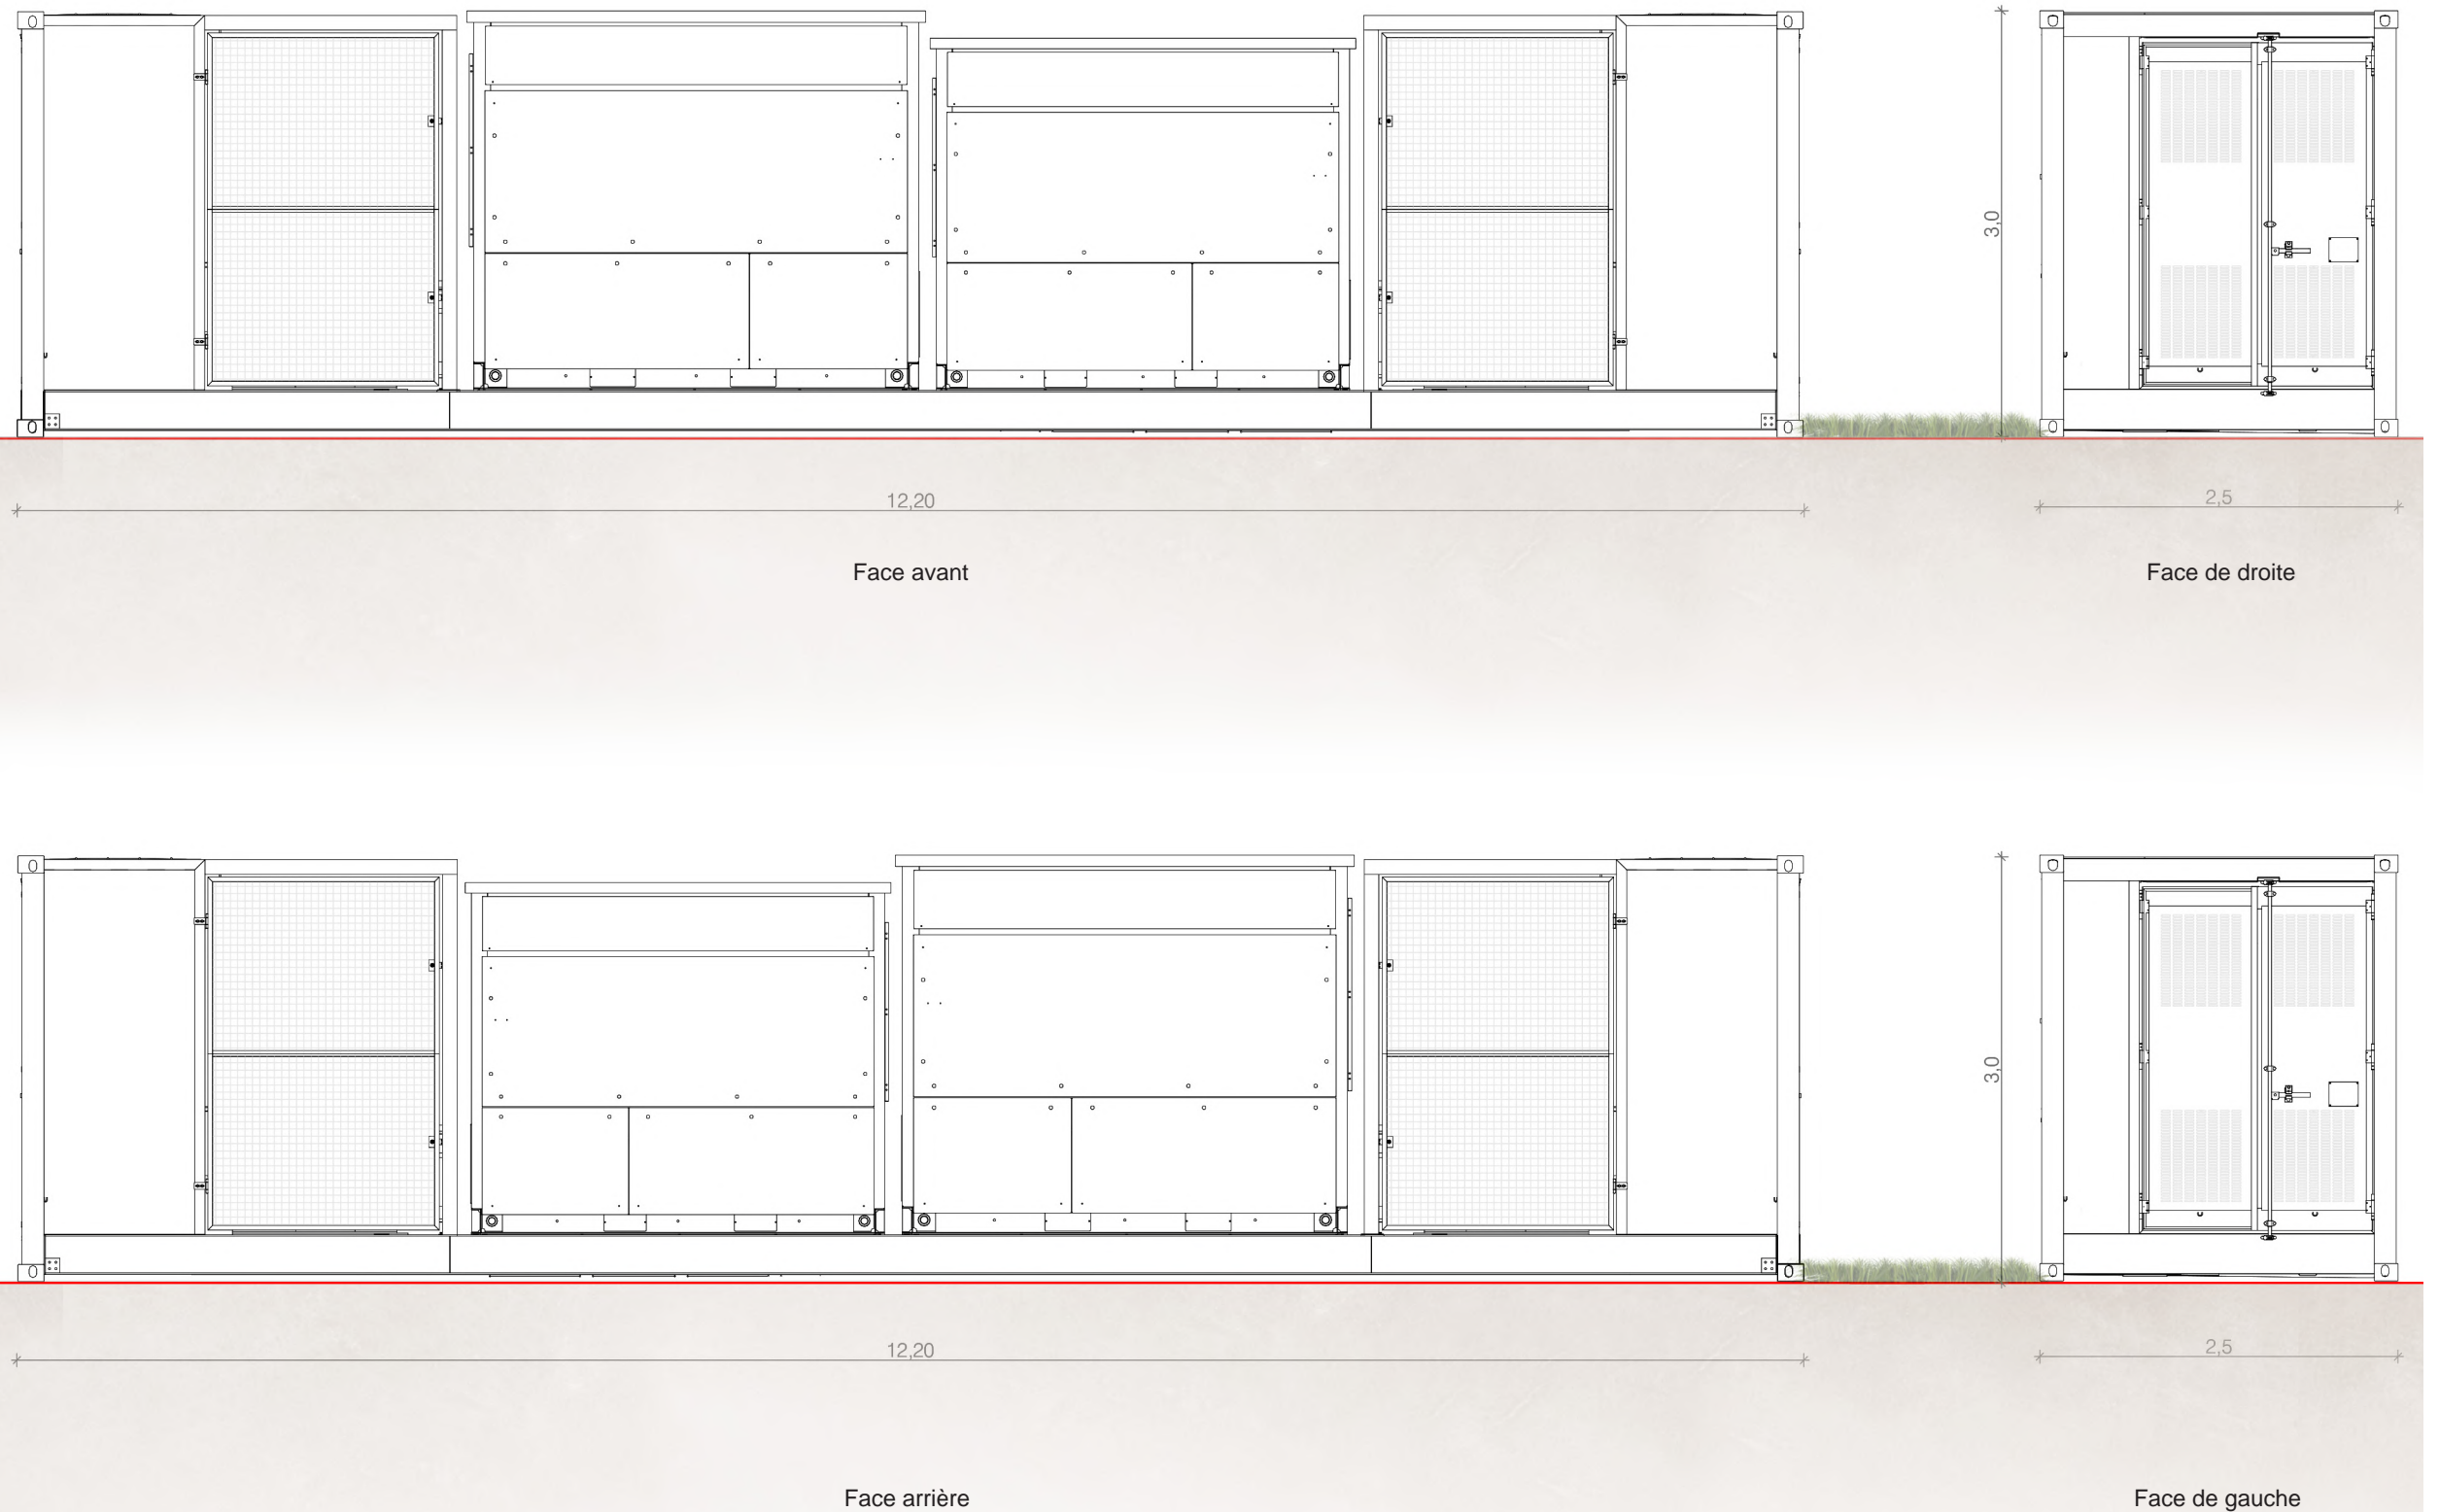 3,0
12,20
2,5
Face avant
Face de droite
3,0
12,20
2,5
Face arrière
Face de gauche